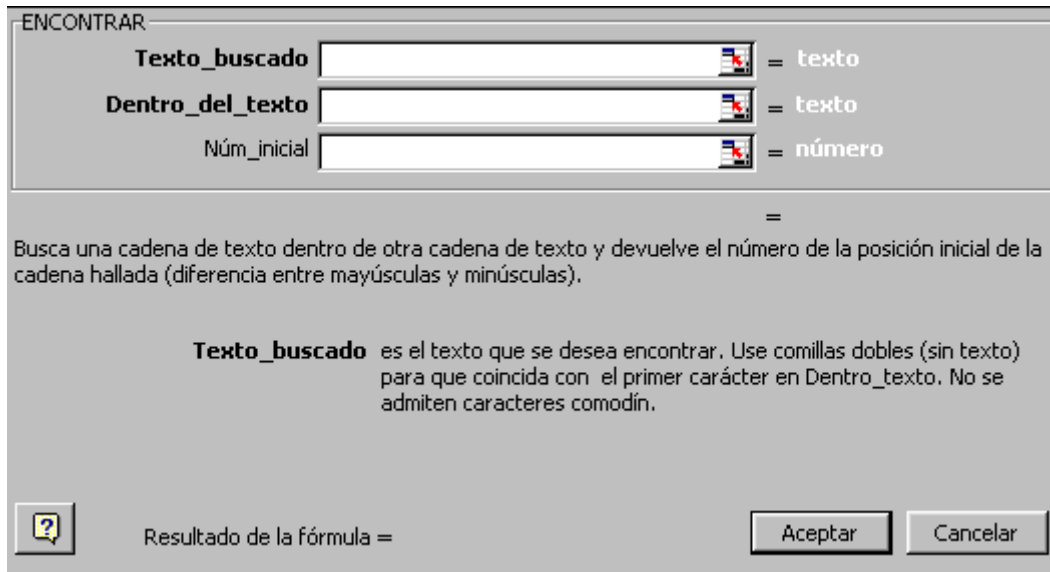 ENCONTRAR
Texto_buscado = texto
Dentro_del_texto = texto
Núm_inicial = número
=
Busca una cadena de texto dentro de otra cadena de texto y devuelve el número de la posición inicial de la
cadena hallada (diferencia entre mayúsculas y minúsculas).
Texto_buscado es el texto que se desea encontrar. Use comillas dobles (sin texto)
para que coincida con el primer carácter en Dentro_texto. No se
admiten caracteres comodín.
? Resultado de la fórmula = Aceptar Cancelar